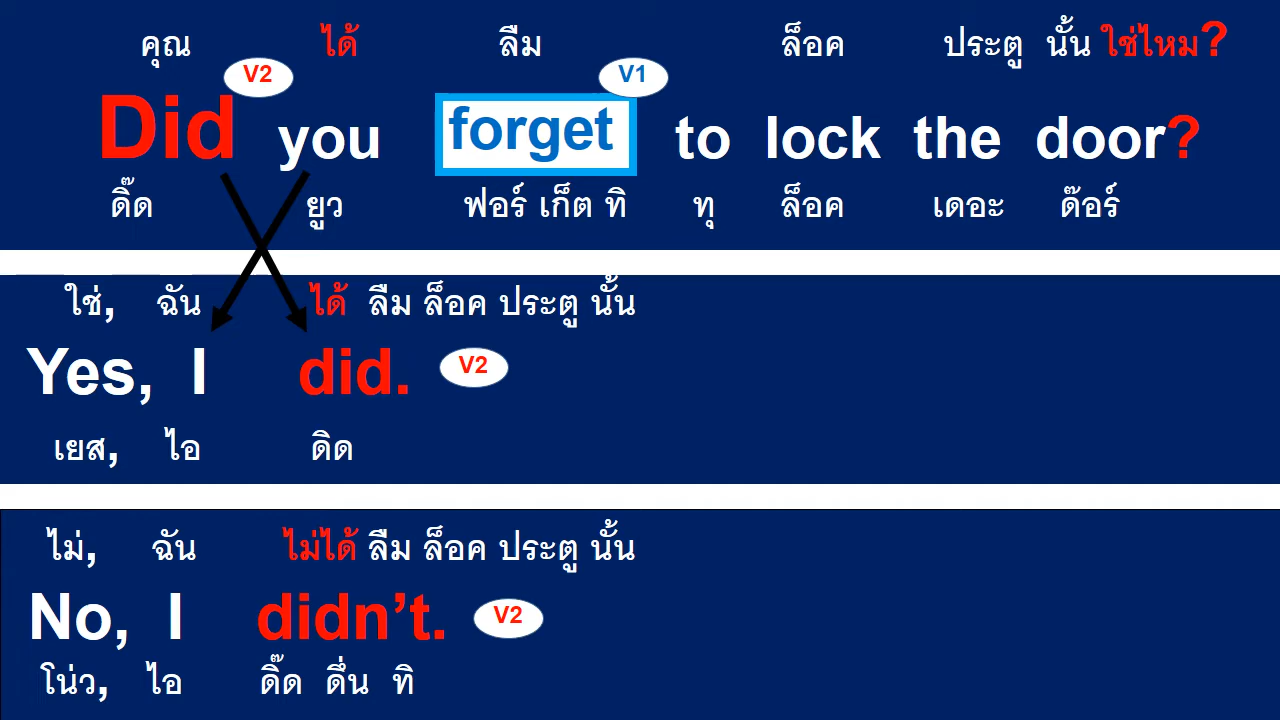 คุณ ได้ ลืม ล็อค ประตู นั้น ใช่ไหม?
V2 V1
Did you forget to lock the door?
ดิ๊ด ยูว ฟอร์ เก็ต ทิ ทุ ล็อค เดอะ ด๊อร์
ใช่, ฉัน ได้ ลืม ล็อค ประตู นั้น
Yes, I did. V2
เยส, ไอ ดิด
ไม่, ฉัน ไม่ได้ ลืม ล็อค ประตู นั้น
No, I didn’t. V2
โน่ว, ไอ ดิ๊ด ดึ่น ทิ